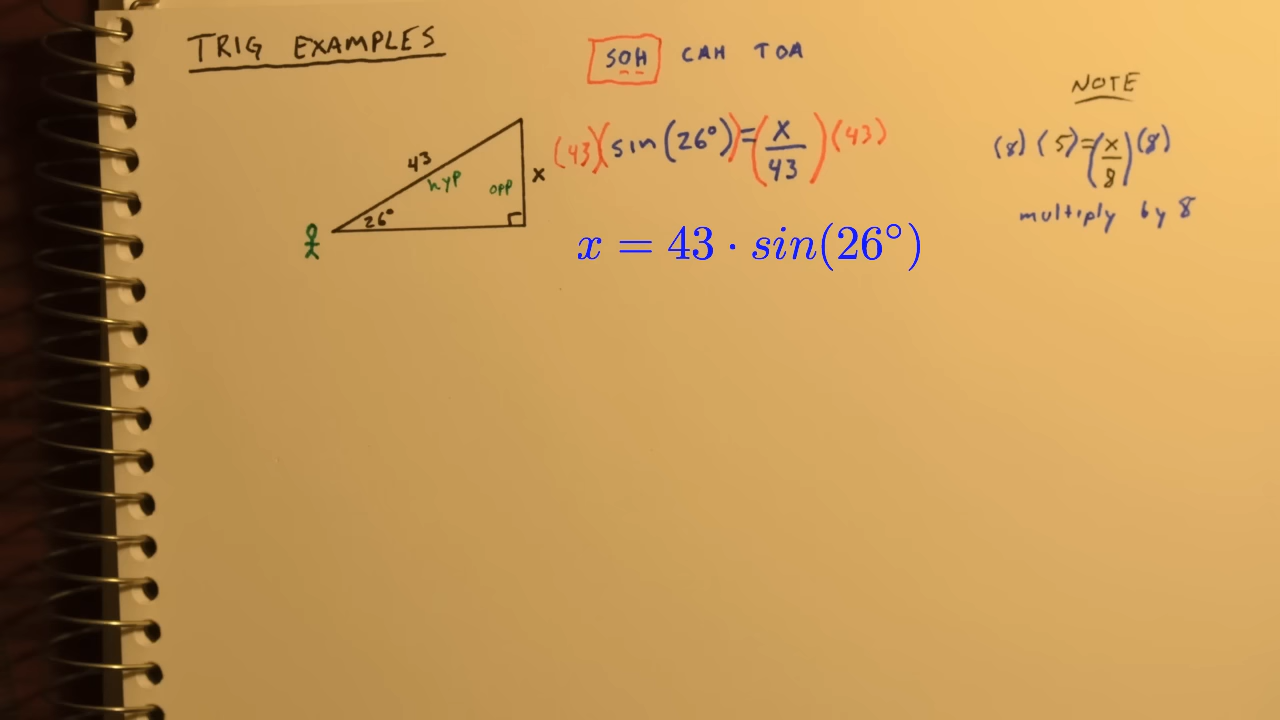 TRIG EXAMPLES
SOH CAH TOA
NOTE
43
hyp
opp
x
26°
(43)(sin(26°))=(x/43)(43)
x = 43 · sin(26°)
(8)(5)=(x/8)(8)
multiply by 8